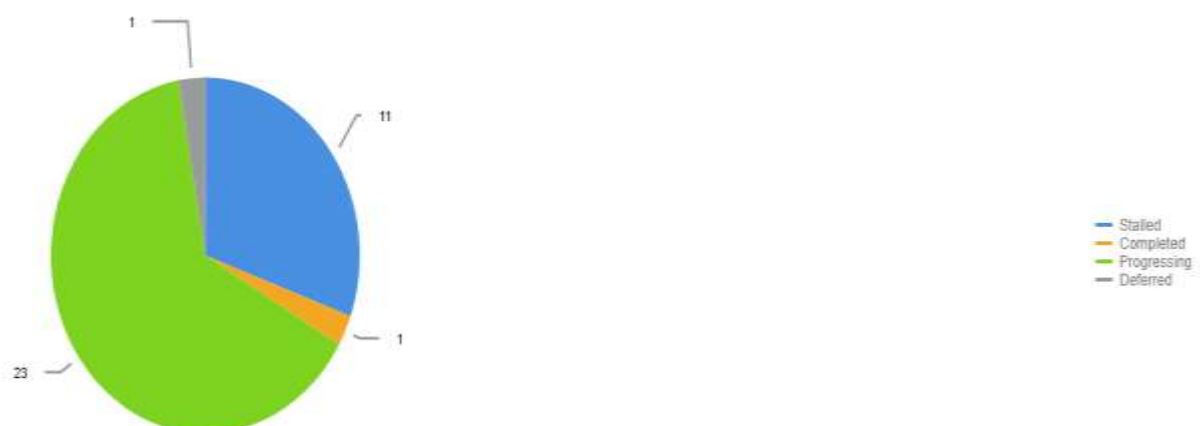 1
11
1
23
Stalled
Completed
Progressing
Deferred